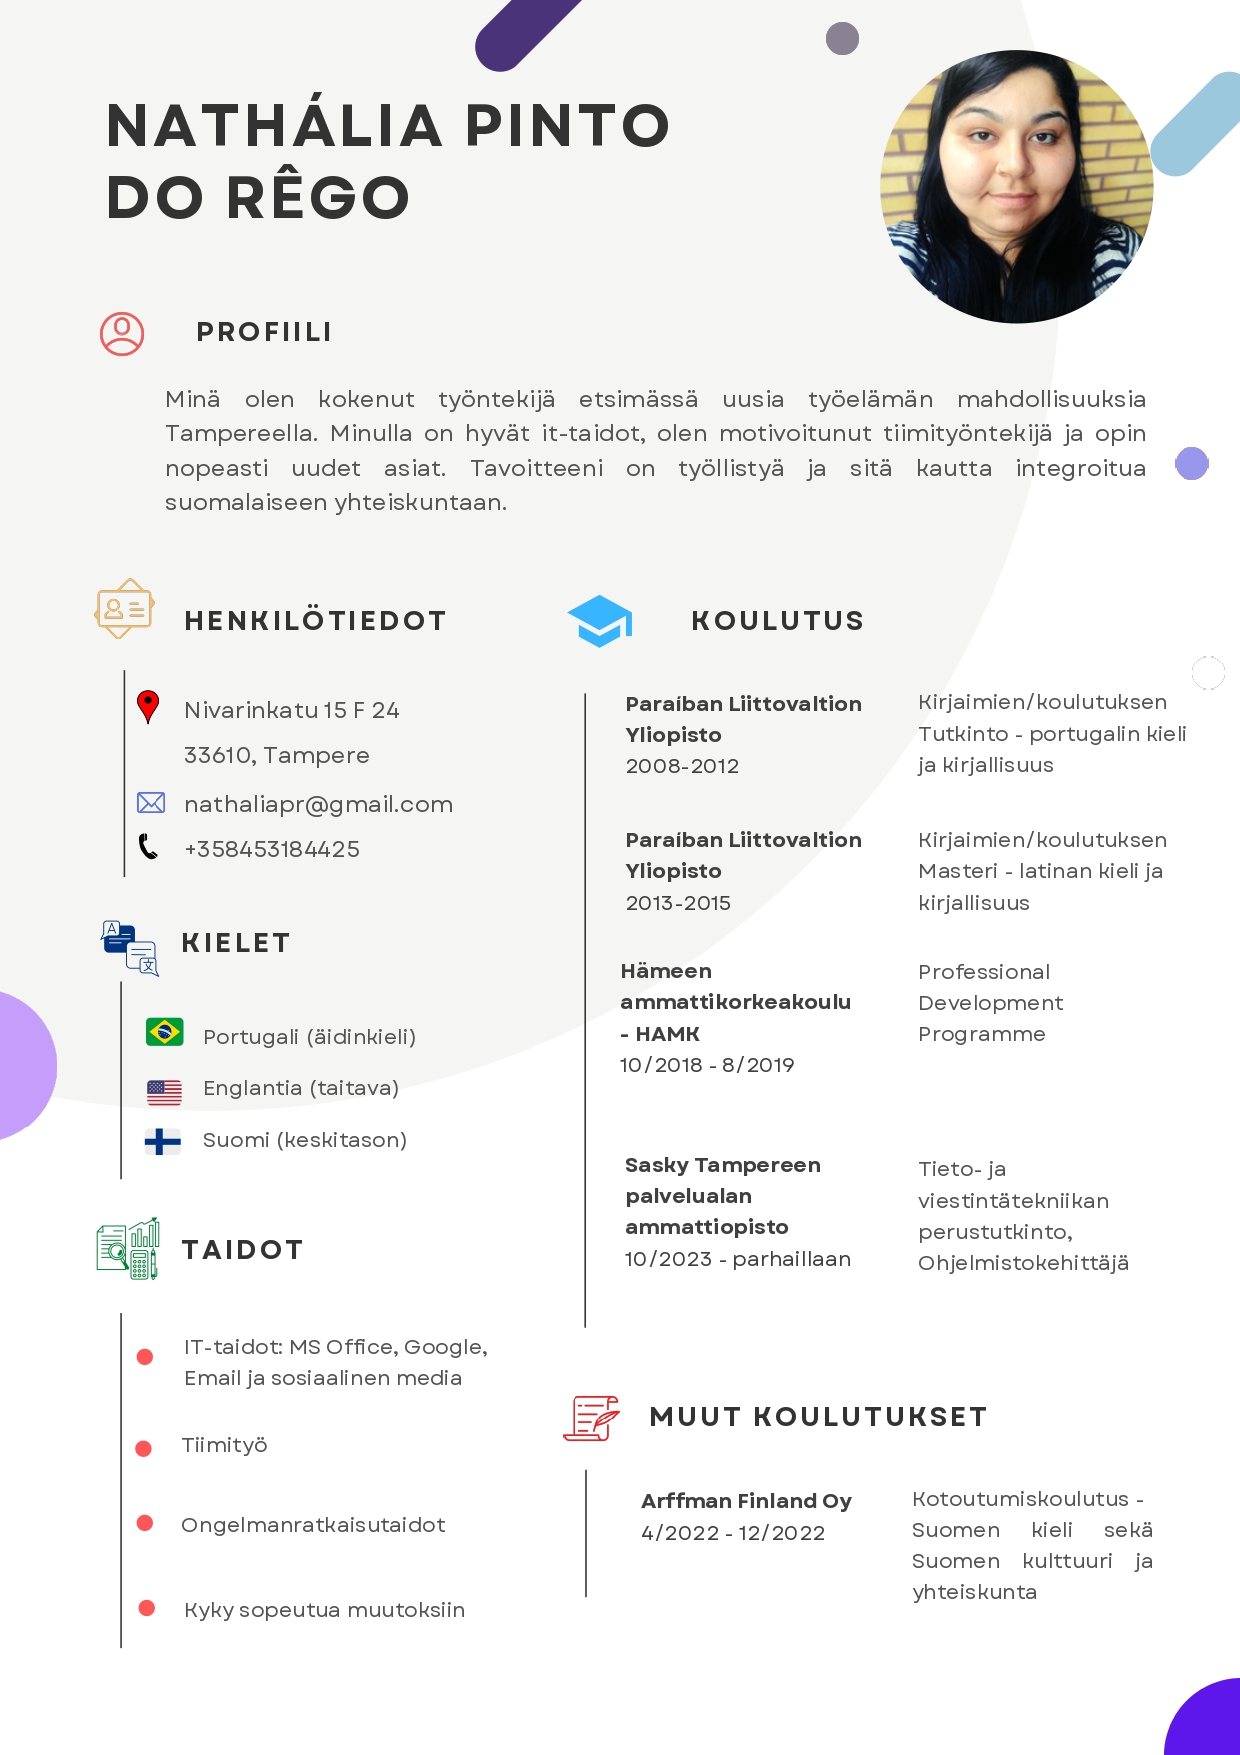 NATHÁLIA PINTO
DO RÊGO
PROFIILI
Minä olen kokenut työntekijä etsimässä uusia työelämän mahdollisuuksia
Tampereella. Minulla on hyvät it-taidot, olen motivoitunut tiimityöntekijä ja opin
nopeasti uudet asiat. Tavoitteeni on työllistyä ja sitä kautta integroitua
suomalaiseen yhteiskuntaan.
HENKILÖTIEDOT
Nivarinkatu 15 F 24
33610, Tampere
nathaliapr@gmail.com
+358453184425
KIELET
Portugali (äidinkieli)
Englantia (taitava)
Suomi (keskitason)
TAIDOT
IT-taidot: MS Office, Google,
Email ja sosiaalinen media
Tiimityö
Ongelmanratkaisutaidot
Kyky sopeutua muutoksiin
KOULUTUS
Paraíban Liittovaltion
Yliopisto
2008-2012
Kirjaimien/koulutuksen
Tutkinto - portugalin kieli
ja kirjallisuus
Paraíban Liittovaltion
Yliopisto
2013-2015
Kirjaimien/koulutuksen
Masteri - latinan kieli ja
kirjallisuus
Hämeen
ammattikorkeakoulu
- HAMK
10/2018 - 8/2019
Professional
Development
Programme
Sasky Tampereen
palvelualan
ammattiopisto
10/2023 - parhaillaan
Tieto- ja
viestintätekniikan
perustutkinto,
Ohjelmistokehittäjä
MUUT KOULUTUKSET
Arffman Finland Oy
4/2022 - 12/2022
Kotoutumiskoulutus -
Suomen kieli sekä
Suomen kulttuuri ja
yhteiskunta